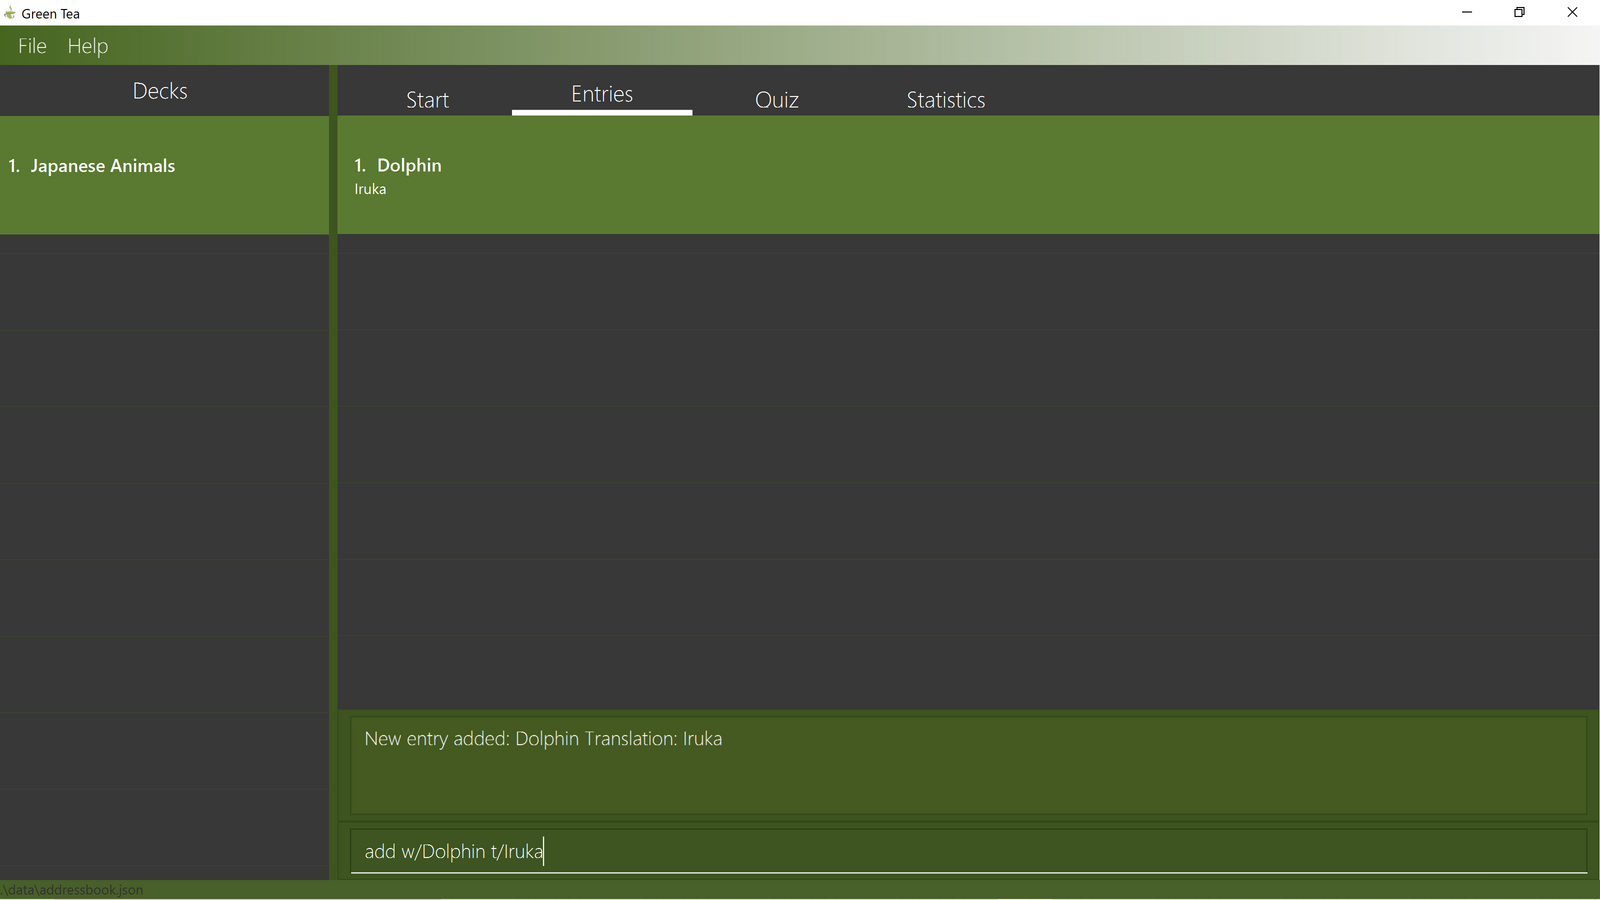 Green Tea
File Help
Decks
Start Entries Quiz Statistics
1. Japanese Animals
1. Dolphin
Iruka
New entry added: Dolphin Translation: Iruka
add w/Dolphin t/Iruka
.\data\addressbook.json